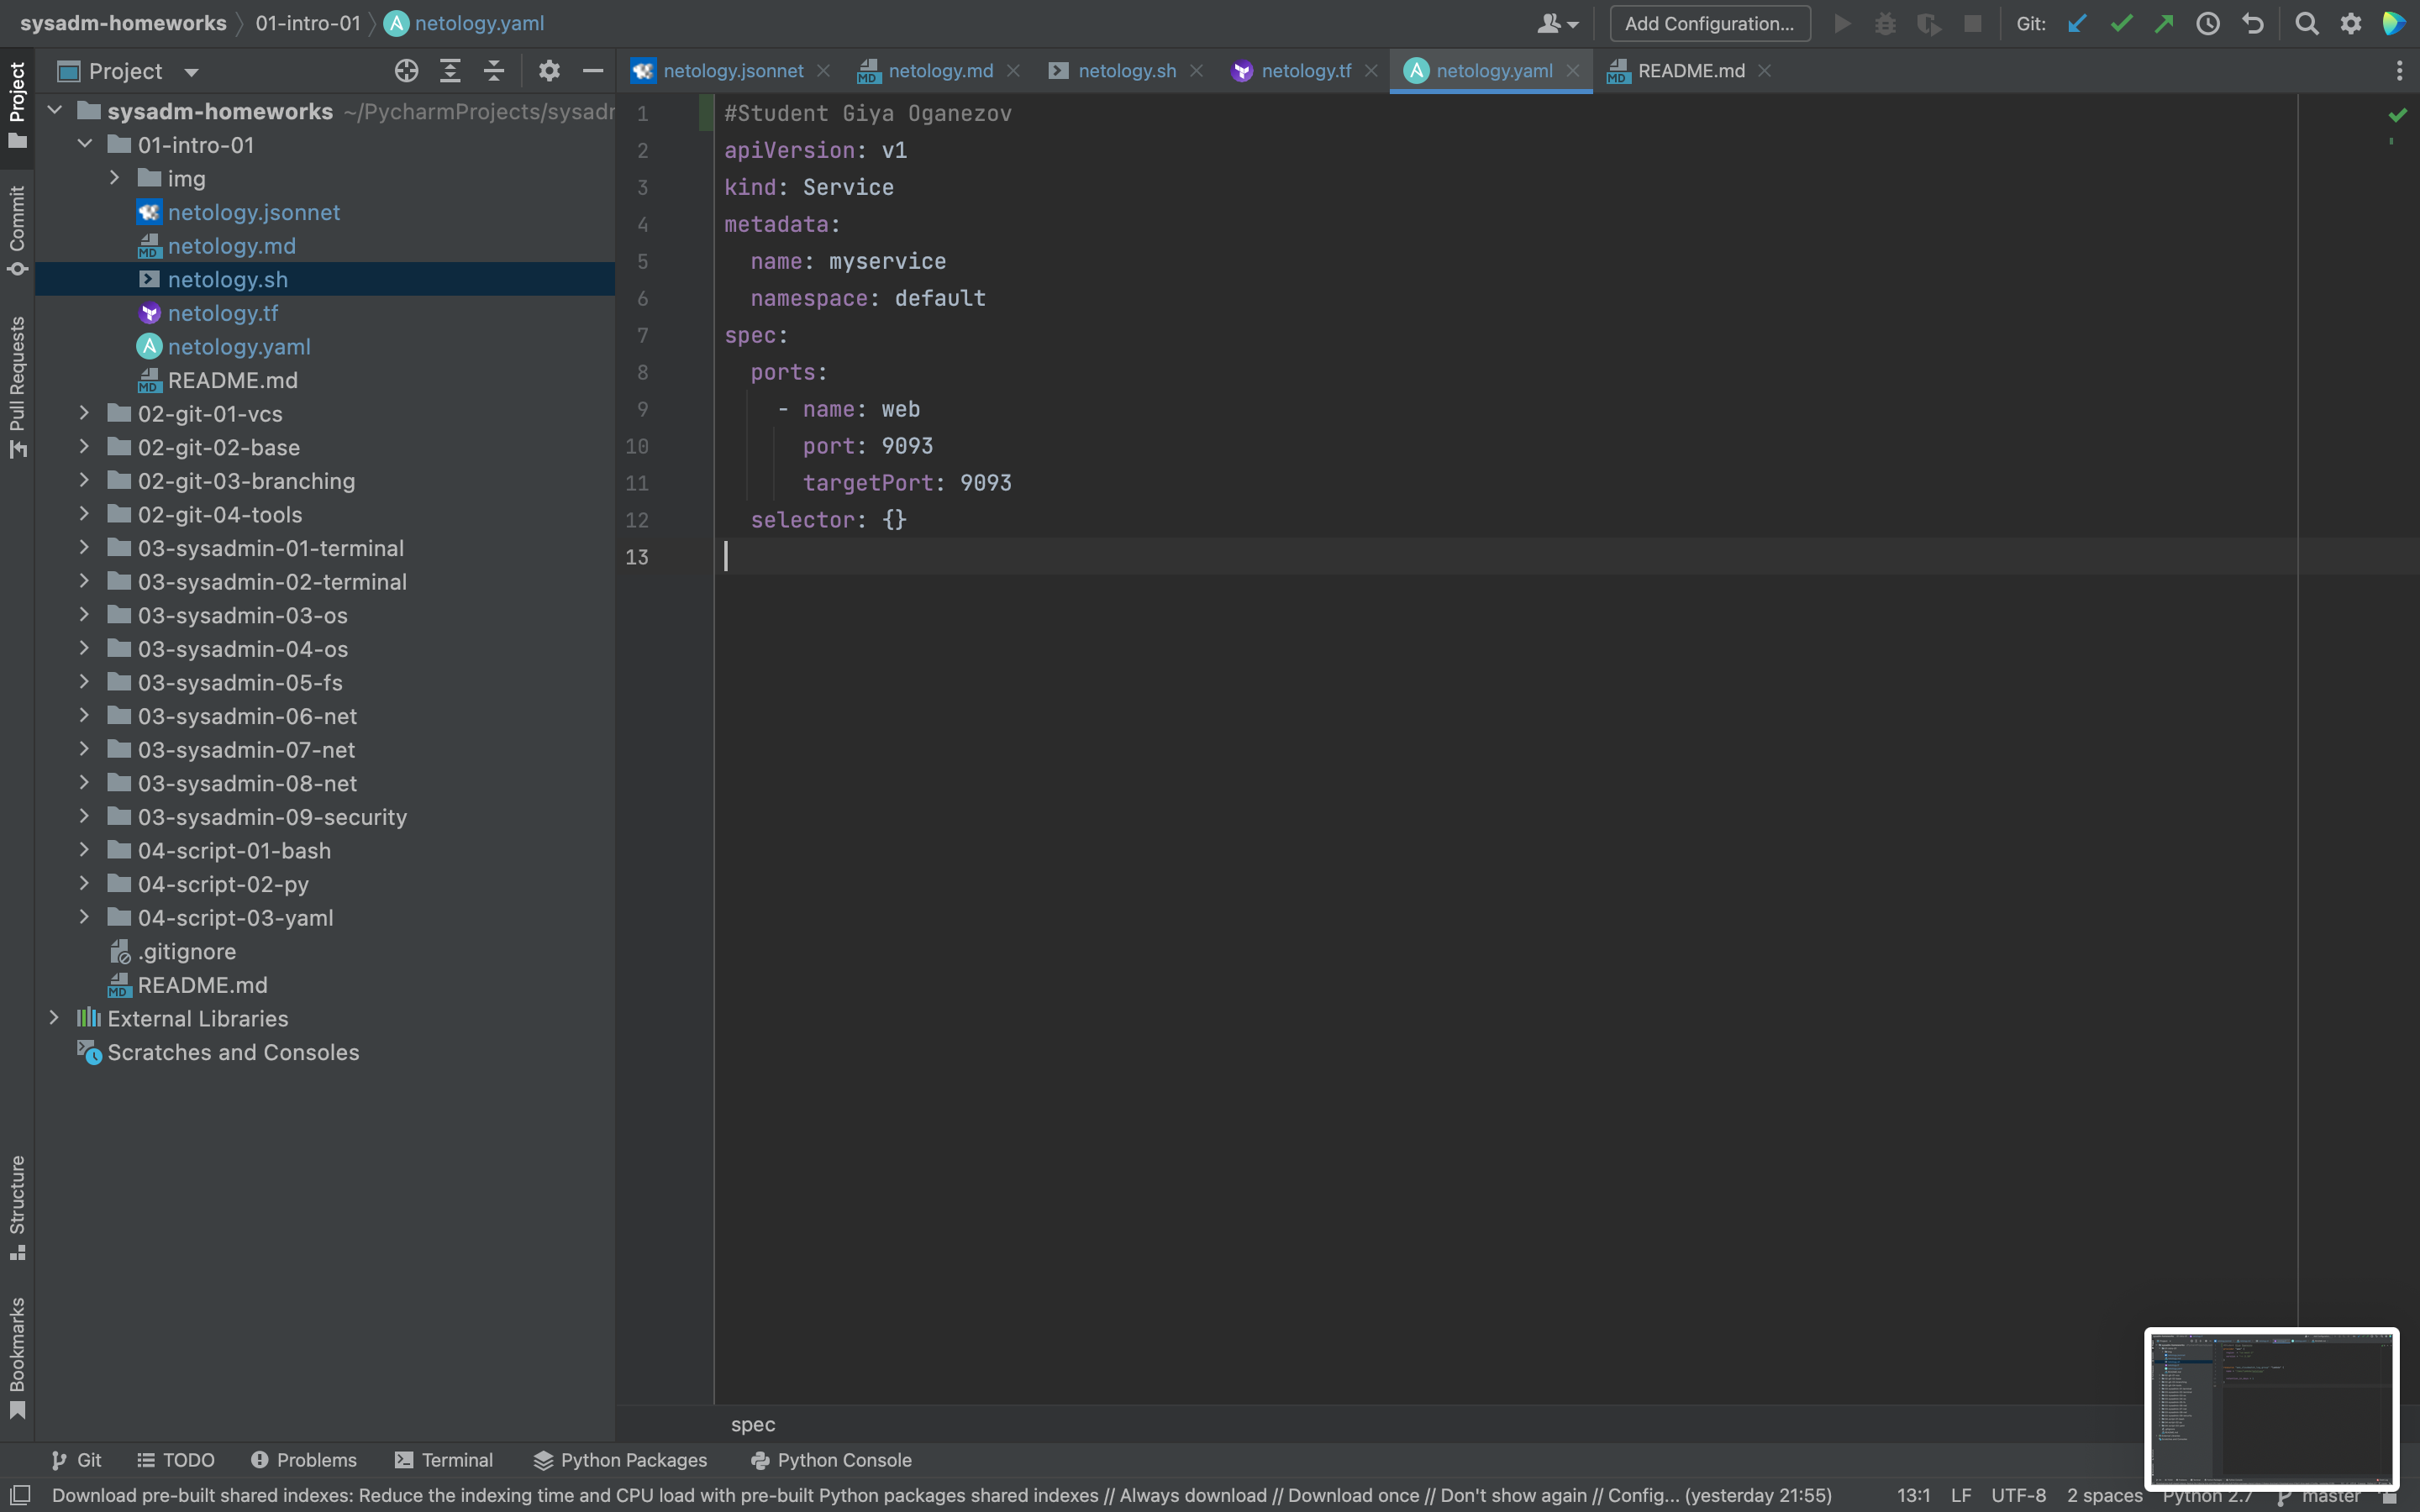 sysadm-homeworks 01-intro-01 netology.yaml
Add Configuration...
Git:
Project
netology.jsonnet netology.md netology.sh netology.tf netology.yaml README.md
Project
Commit
Pull Requests
Structure
Bookmarks
sysadm-homeworks ~/PycharmProjects/sysadm
01-intro-01
img
netology.jsonnet
netology.md
netology.sh
netology.tf
netology.yaml
README.md
02-git-01-vcs
02-git-02-base
02-git-03-branching
02-git-04-tools
03-sysadmin-01-terminal
03-sysadmin-02-terminal
03-sysadmin-03-os
03-sysadmin-04-os
03-sysadmin-05-fs
03-sysadmin-06-net
03-sysadmin-07-net
03-sysadmin-08-net
03-sysadmin-09-security
04-script-01-bash
04-script-02-py
04-script-03-yaml
.gitignore
README.md
External Libraries
Scratches and Consoles
1 #Student Giya Oganezov
2 apiVersion: v1
3 kind: Service
4 metadata:
5 name: myservice
6 namespace: default
7 spec:
8 ports:
9 - name: web
10 port: 9093
11 targetPort: 9093
12 selector: {}
13
spec
Git TODO Problems Terminal Python Packages Python Console
Download pre-built shared indexes: Reduce the indexing time and CPU load with pre-built Python packages shared indexes // Always download // Download once // Don't show again // Config... (yesterday 21:55) 13:1 LF UTF-8 2 spaces Python 2.7 master